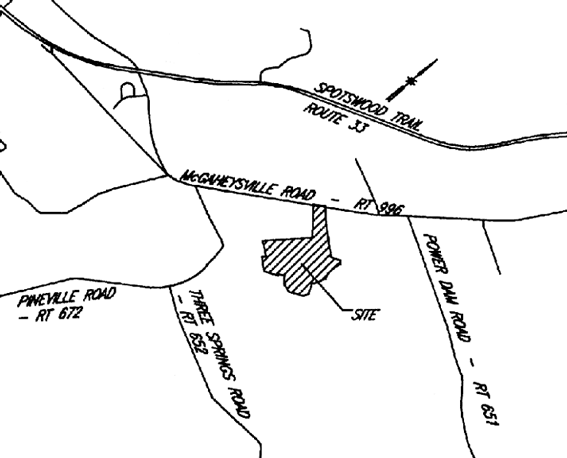 SPOTSWOOD TRAIL
ROUTE 33
McGAHEYSVILLE ROAD - RT 996
PINEVILLE ROAD
- RT 672
THREE SPRINGS ROAD
- RT 652
SITE
POWER DAM ROAD - RT 651